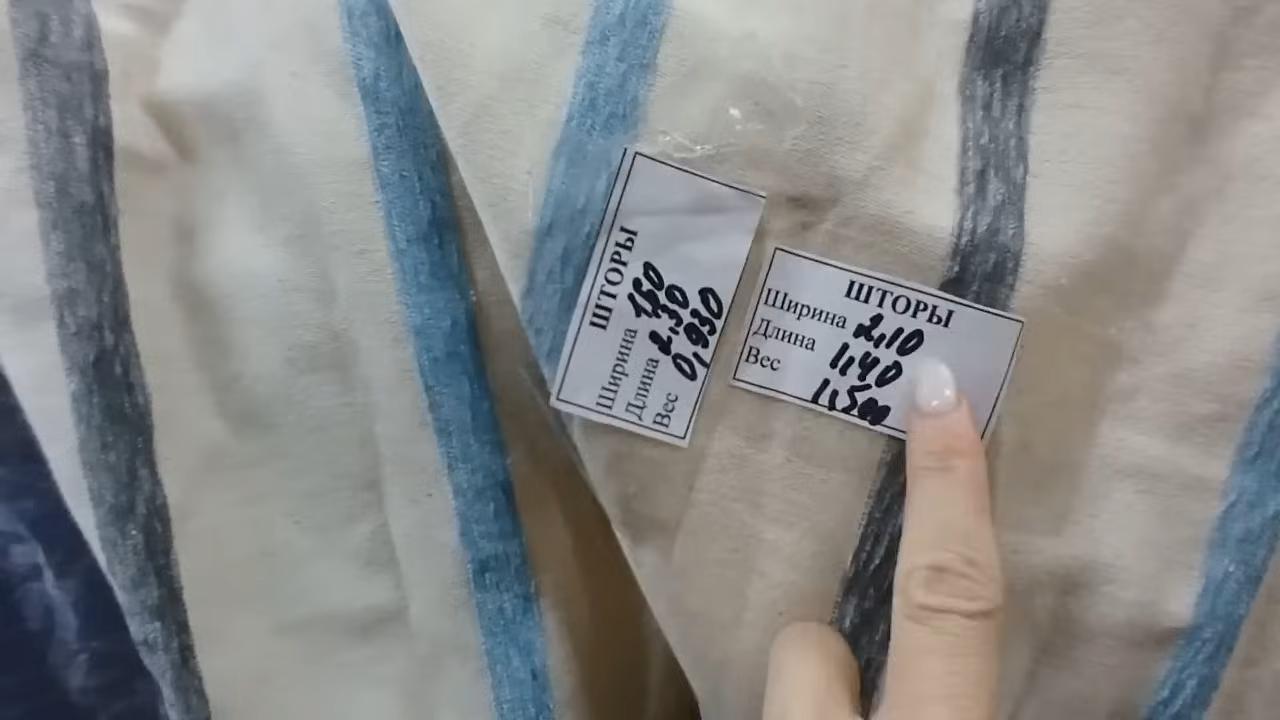 ШТОРЫ
Ширина 1,60
Длина 2,30
Вес 0,930
ШТОРЫ
Ширина 2,10
Длина 1,40
Вес 1,500